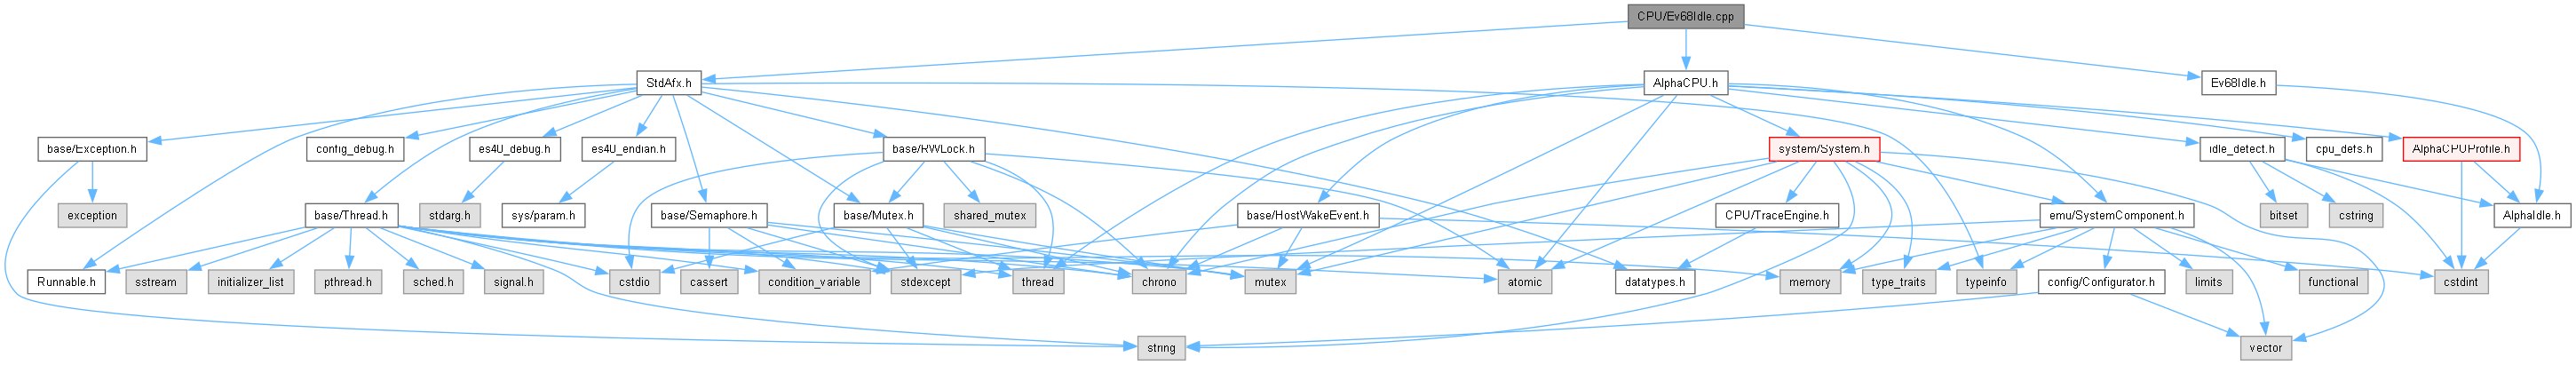 CPU/Ev68Idle.cpp
StdAfx.h
AlphaCPU.h
Ev68Idle.h
base/Exception.h
config_debug.h
es4U_debug.h
es4U_endian.h
base/RWLock.h
system/System.h
idle_detect.h
cpu_defs.h
AlphaCPUProfile.h
exception
base/Thread.h
stdarg.h
sys/param.h
base/Semaphore.h
base/Mutex.h
shared_mutex
base/HostWakeEvent.h
CPU/TraceEngine.h
emu/SystemComponent.h
bitset
cstring
AlphaIdle.h
Runnable.h
sstream
initializer_list
pthread.h
sched.h
signal.h
cstdio
cassert
condition_variable
stdexcept
thread
chrono
mutex
atomic
datatypes.h
memory
type_traits
typeinfo
config/Configurator.h
limits
functional
cstdint
string
vector